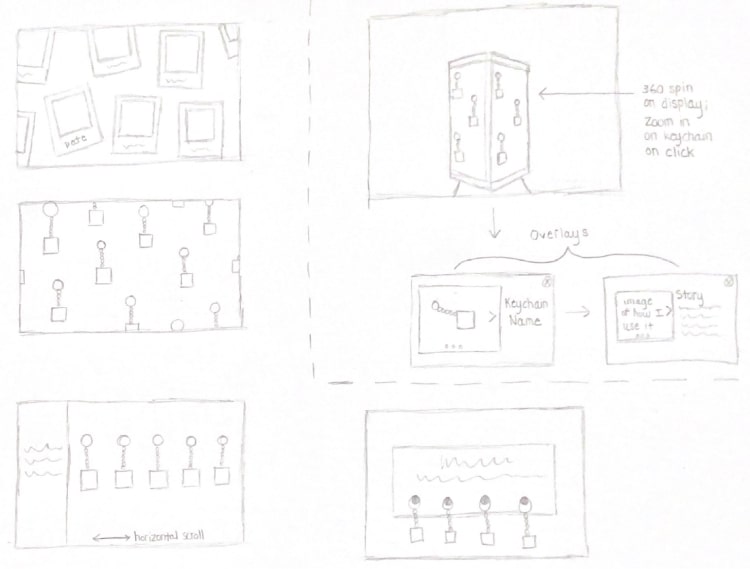 360 spin
on display;
zoom in
on keychain
on click
Overlays
Keychain
Name
image
of how I
use it
Story
horizontal scroll